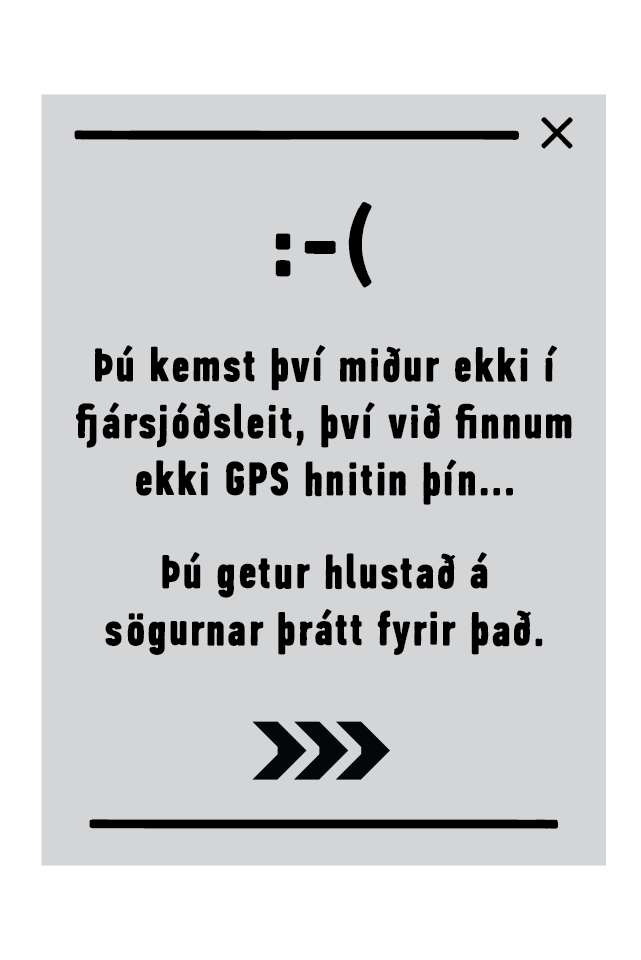 :-(
Þú kemst því miður ekki í
fjársjóðsleit, því við finnum
ekki GPS hnitin þín...
Þú getur hlustað á
sögurnar þrátt fyrir það.